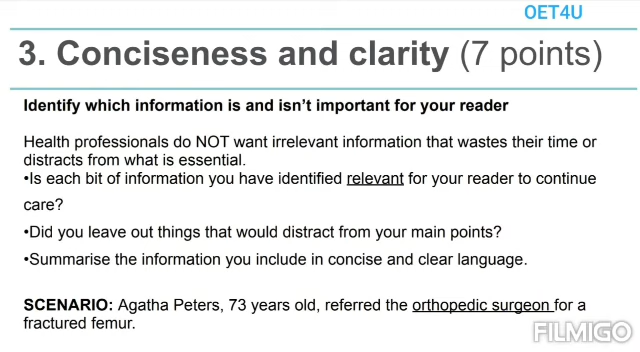 OET4U
3. Conciseness and clarity (7 points)
Identify which information is and isn't important for your reader
Health professionals do NOT want irrelevant information that wastes their time or
distracts from what is essential.
•Is each bit of information you have identified relevant for your reader to continue
care?
•Did you leave out things that would distract from your main points?
•Summarise the information you include in concise and clear language.
SCENARIO: Agatha Peters, 73 years old, referred the orthopedic surgeon for a
fractured femur.
FILMIGO